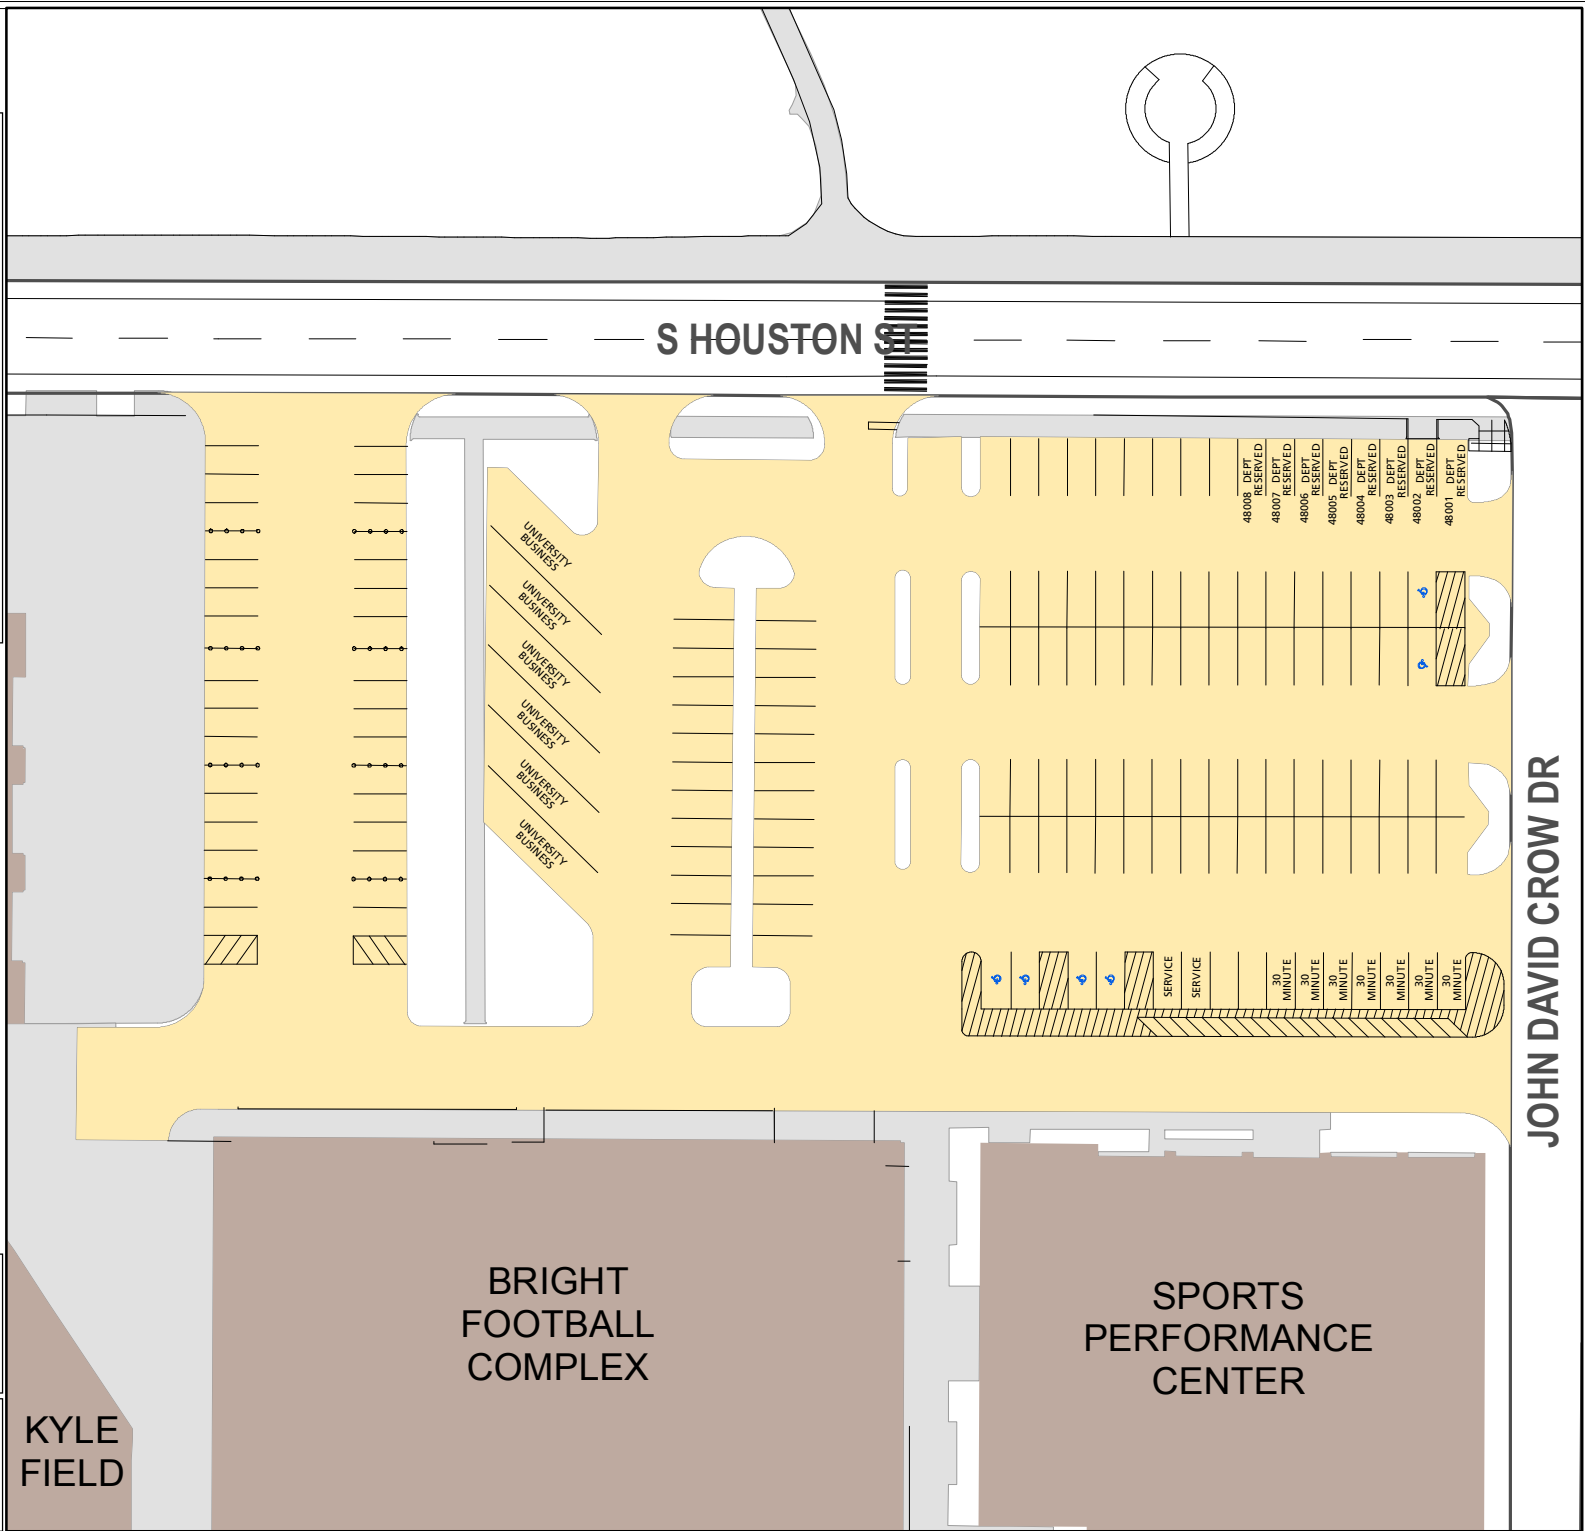 S HOUSTON ST
48008 DEPT
RESERVED
48007 DEPT
RESERVED
48006 DEPT
RESERVED
48005 DEPT
RESERVED
48004 DEPT
RESERVED
48003 DEPT
RESERVED
48002 DEPT
RESERVED
48001 DEPT
RESERVED
UNIVERSITY
BUSINESS
UNIVERSITY
BUSINESS
UNIVERSITY
BUSINESS
UNIVERSITY
BUSINESS
UNIVERSITY
BUSINESS
UNIVERSITY
BUSINESS
JOHN DAVID CROW DR
SERVICE
SERVICE
30
MINUTE
30
MINUTE
30
MINUTE
30
MINUTE
30
MINUTE
30
MINUTE
30
MINUTE
BRIGHT
FOOTBALL
COMPLEX
SPORTS
PERFORMANCE
CENTER
KYLE
FIELD